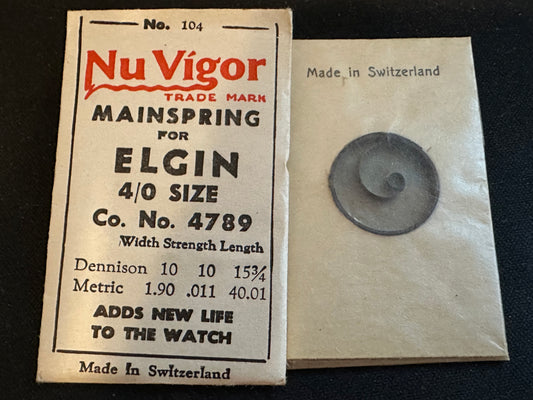 No. 104
Nu Vigor
TRADE MARK
MAINSPRING
FOR
ELGIN
4/0 SIZE
Co. No. 4789
Width Strength Length
Dennison 10 10 15¾
Metric 1.90 .011 40.01
ADDS NEW LIFE
TO THE WATCH
Made In Switzerland
Made in Switzerland